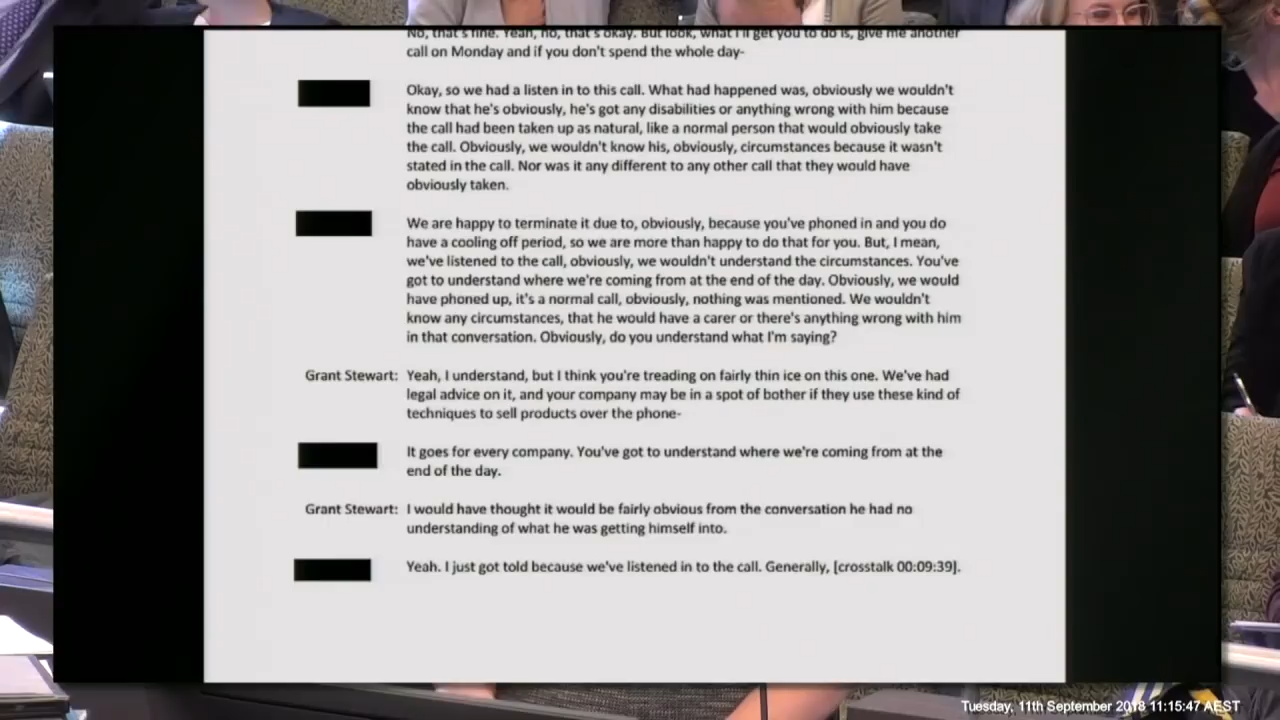 No, that's fine. Yeah, no, that's okay. But look, what I'll get you to do is, give me another
call on Monday and if you don't spend the whole day-
Okay, so we had a listen in to this call. What had happened was, obviously we wouldn't
know that he's obviously, he's got any disabilities or anything wrong with him because
the call had been taken up as natural, like a normal person that would obviously take
the call. Obviously, we wouldn't know his, obviously, circumstances because it wasn't
stated in the call. Nor was it any different to any other call that they would have
obviously taken.
We are happy to terminate it due to, obviously, because you've phoned in and you do
have a cooling off period, so we are more than happy to do that for you. But, I mean,
we've listened to the call, obviously, we wouldn't understand the circumstances. You've
got to understand where we're coming from at the end of the day. Obviously, we would
have phoned up, it's a normal call, obviously, nothing was mentioned. We wouldn't
know any circumstances, that he would have a carer or there's anything wrong with him
in that conversation. Obviously, do you understand what I'm saying?
Grant Stewart: Yeah, I understand, but I think you're treading on fairly thin ice on this one. We've had
legal advice on it, and your company may be in a spot of bother if they use these kind of
techniques to sell products over the phone-
It goes for every company. You've got to understand where we're coming from at the
end of the day.
Grant Stewart: I would have thought it would be fairly obvious from the conversation he had no
understanding of what he was getting himself into.
Yeah. I just got told because we've listened in to the call. Generally, [crosstalk 00:09:39].
Tuesday, 11th September 2018 11:15:47 AEST